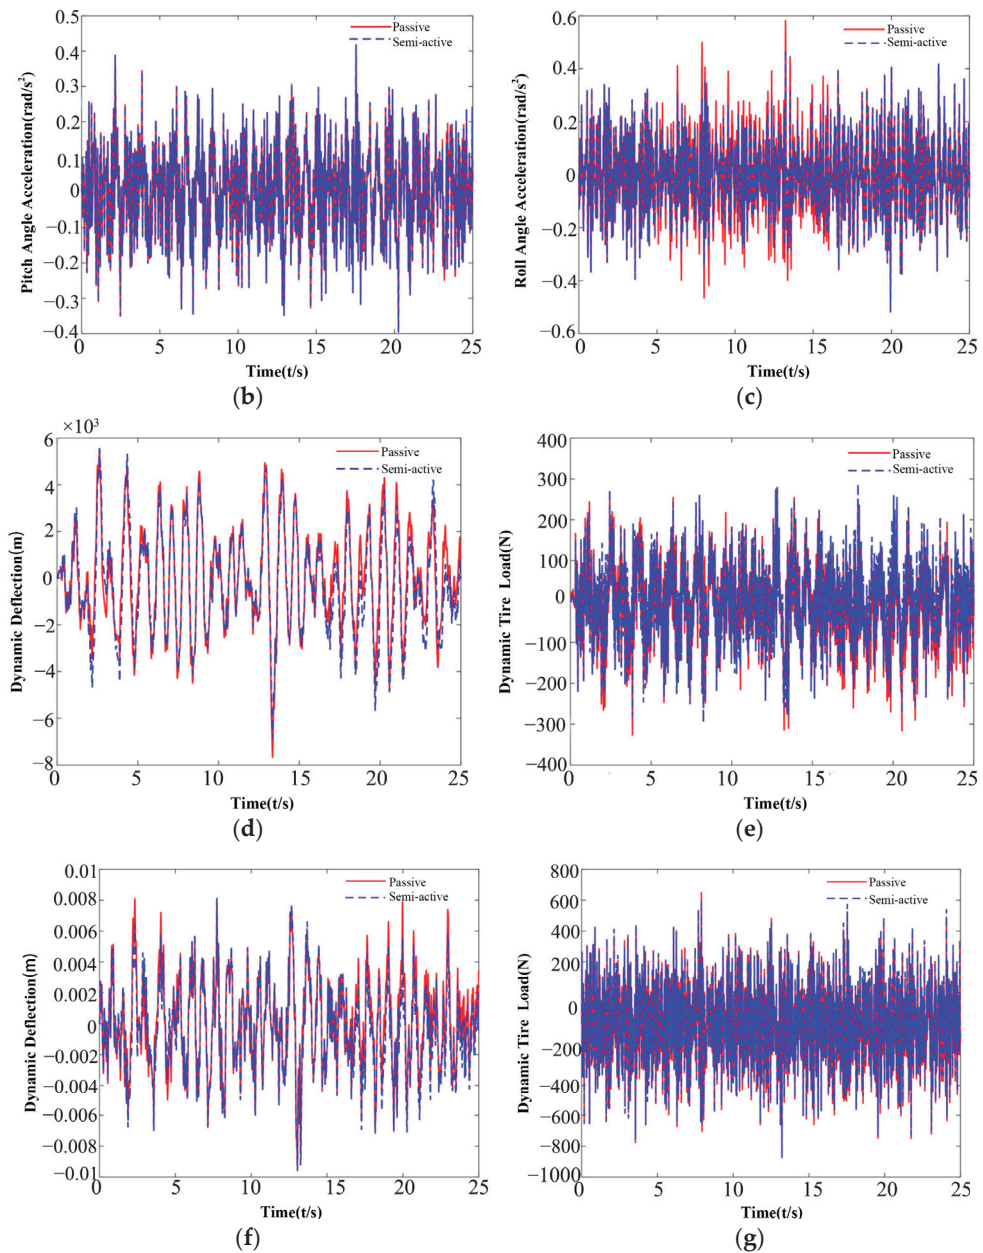 0.5
0.4
0.3
0.2
0.1
0
−0.1
−0.2
−0.3
−0.4
Pitch Angle Acceleration(rad/s²)
Passive
Semi-active
0 5 10 15 20 25
Time(t/s)
(b)
0.6
0.4
0.2
0
−0.2
−0.4
−0.6
Roll Angle Acceleration(rad/s²)
Passive
Semi-active
0 5 10 15 20 25
Time(t/s)
(c)
×10³
6
4
2
0
−2
−4
−6
−8
Dynamic Deflection(m)
Passive
Semi-active
0 5 10 15 20 25
Time(t/s)
(d)
400
300
200
100
0
−100
−200
−300
−400
Dynamic Tire Load(N)
Passive
Semi-active
0 5 10 15 20 25
Time(t/s)
(e)
0.01
0.008
0.006
0.004
0.002
0
−0.002
−0.004
−0.006
−0.008
−0.01
Dynamic Deflection(m)
Passive
Semi-active
0 5 10 15 20 25
Time(t/s)
(f)
800
600
400
200
0
−200
−400
−600
−800
−1000
Dynamic Tire Load(N)
Passive
Semi-active
0 5 10 15 20 25
Time(t/s)
(g)